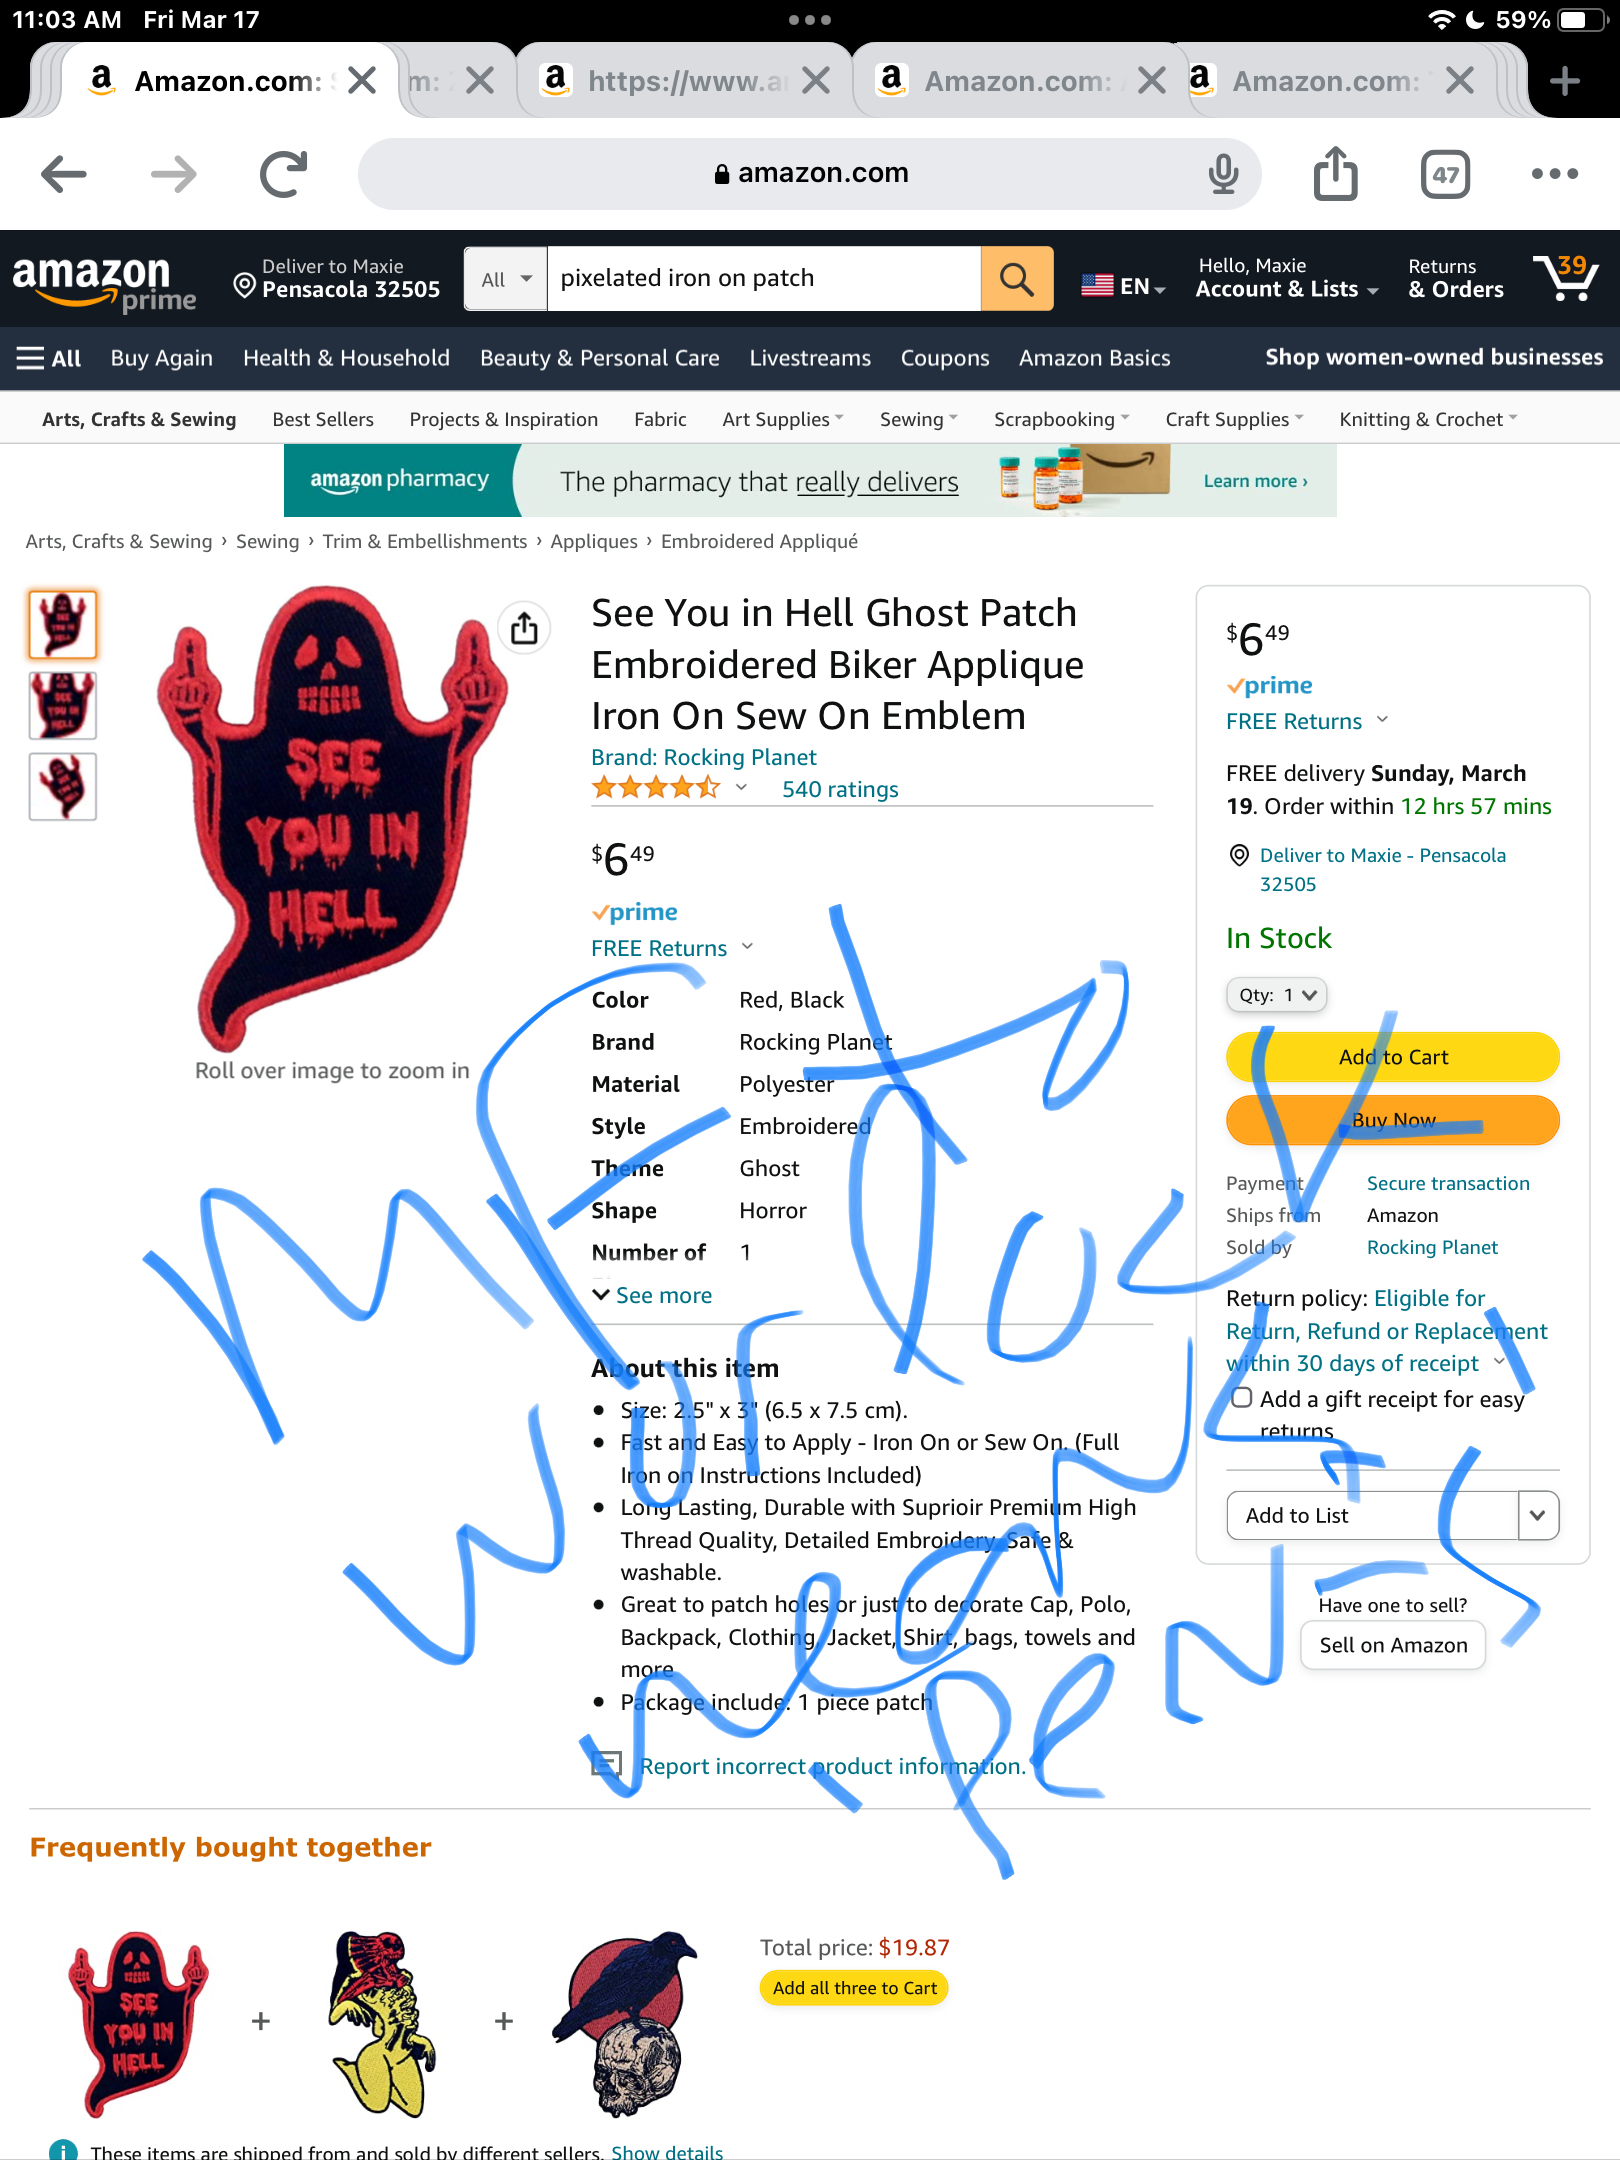 11:03 AM Fri Mar 17
59%
Amazon.com:
m:
https://www.a
Amazon.com:
Amazon.com:
amazon.com
47
amazon prime
Deliver to Maxie
Pensacola 32505
All
pixelated iron on patch
EN
Hello, Maxie
Account & Lists
Returns
& Orders
39
All Buy Again Health & Household Beauty & Personal Care Livestreams Coupons Amazon Basics Shop women-owned businesses
Arts, Crafts & Sewing Best Sellers Projects & Inspiration Fabric Art Supplies Sewing Scrapbooking Craft Supplies Knitting & Crochet
amazon pharmacy The pharmacy that really delivers Learn more ›
Arts, Crafts & Sewing › Sewing › Trim & Embellishments › Appliques › Embroidered Appliqué
SEE
YOU IN
HELL
Roll over image to zoom in
See You in Hell Ghost Patch
Embroidered Biker Applique
Iron On Sew On Emblem
Brand: Rocking Planet
540 ratings
$6 49
prime
FREE Returns
Color Red, Black
Brand Rocking Planet
Material Polyester
Style Embroidered
Theme Ghost
Shape Horror
Number of 1
See more
About this item
• Size: 2.5" x 3" (6.5 x 7.5 cm).
• Fast and Easy to Apply - Iron On or Sew On. (Full
Iron on Instructions Included)
• Long Lasting, Durable with Suprioir Premium High
Thread Quality, Detailed Embroidery, Safe &
washable.
• Great to patch holes or just to decorate Cap, Polo,
Backpack, Clothing, Jacket, Shirt, bags, towels and
more
• Package include: 1 piece patch
Report incorrect product information.
$6 49
prime
FREE Returns
FREE delivery Sunday, March
19. Order within 12 hrs 57 mins
Deliver to Maxie - Pensacola
32505
In Stock
Qty: 1
Add to Cart
Buy Now
Payment Secure transaction
Ships from Amazon
Sold by Rocking Planet
Return policy: Eligible for
Return, Refund or Replacement
within 30 days of receipt
Add a gift receipt for easy
returns
Add to List
Have one to sell?
Sell on Amazon
Frequently bought together
SEE
YOU IN
HELL
+
+
Total price: $19.87
Add all three to Cart
These items are shipped from and sold by different sellers. Show details